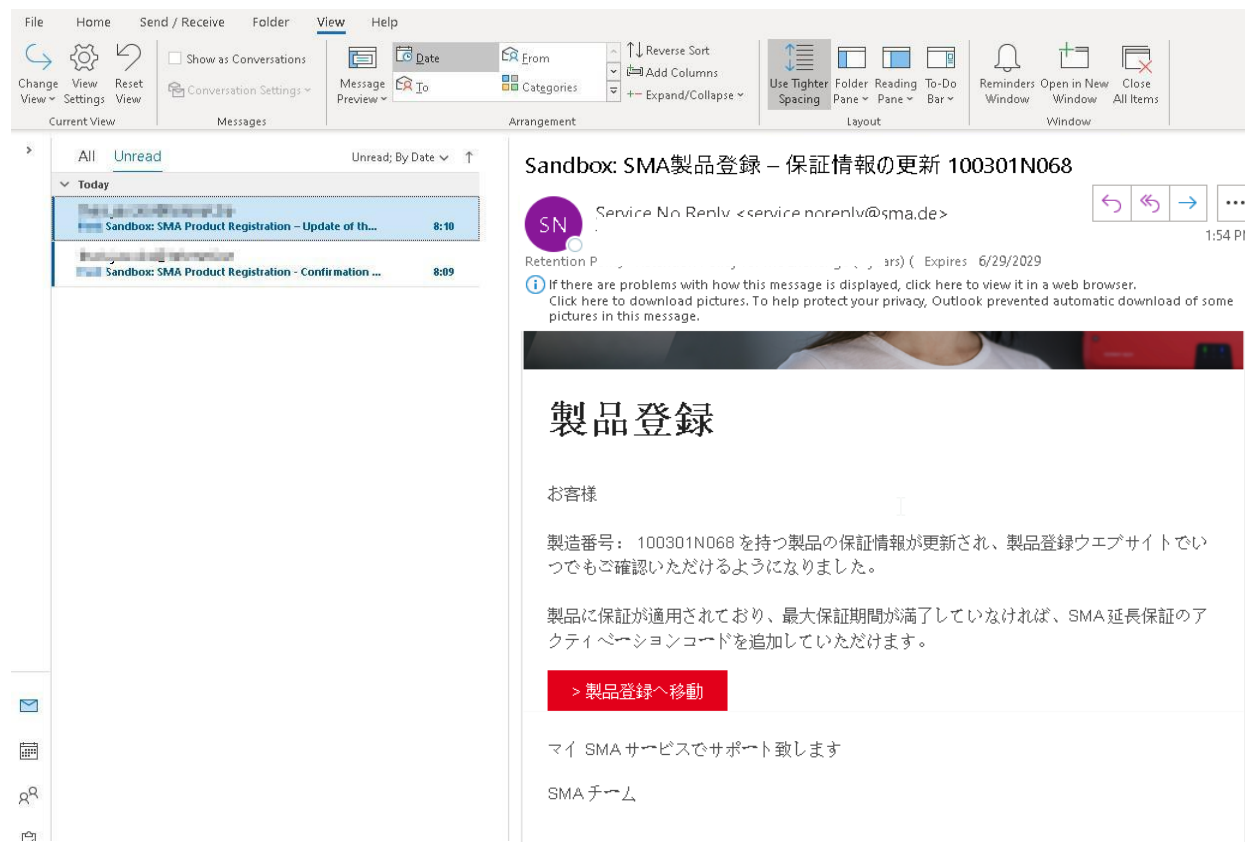 File Home Send / Receive Folder View Help
Change View
View Settings
Reset View
Current View
Show as Conversations
Conversation Settings
Messages
Message Preview
Date
To
From
Categories
Reverse Sort
Add Columns
Expand/Collapse
Arrangement
Use Tighter Spacing
Folder Pane
Reading Pane
To-Do Bar
Layout
Reminders Window
Open in New Window
Close All Items
Window
All Unread
Unread; By Date
Today
Sandbox: SMA Product Registration – Update of th... 8:10
Sandbox: SMA Product Registration - Confirmation ... 8:09
Sandbox: SMA製品登録 – 保証情報の更新 100301N068
SN
Service No Reply <service.noreply@sma.de>
1:54 PM
Retention P
ars) ( Expires 6/29/2029
If there are problems with how this message is displayed, click here to view it in a web browser.
Click here to download pictures. To help protect your privacy, Outlook prevented automatic download of some
pictures in this message.
製品登録
お客様
製造番号： 100301N068 を持つ製品の保証情報が更新され、製品登録ウエブサイトでい
つでもご確認いただけるようになりました。
製品に保証が適用されており、最大保証期間が満了していなければ、SMA 延長保証のア
クティベーションコードを追加していただけます。
> 製品登録へ移動
マイ SMA サービスでサポート致します
SMA チーム